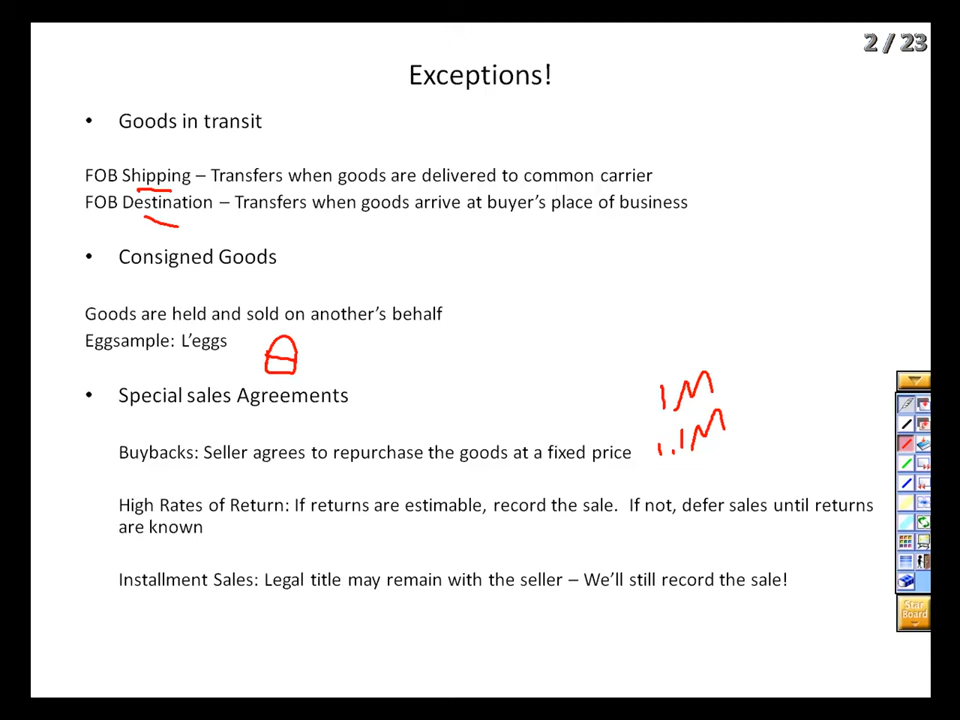 2 / 23
Exceptions!
• Goods in transit
FOB Shipping – Transfers when goods are delivered to common carrier
FOB Destination – Transfers when goods arrive at buyer's place of business
• Consigned Goods
Goods are held and sold on another's behalf
Eggsample: L'eggs
• Special sales Agreements
1M
Buybacks: Seller agrees to repurchase the goods at a fixed price
1.1M
High Rates of Return: If returns are estimable, record the sale.  If not, defer sales until returns
are known
Installment Sales: Legal title may remain with the seller – We'll still record the sale!
Star
Board